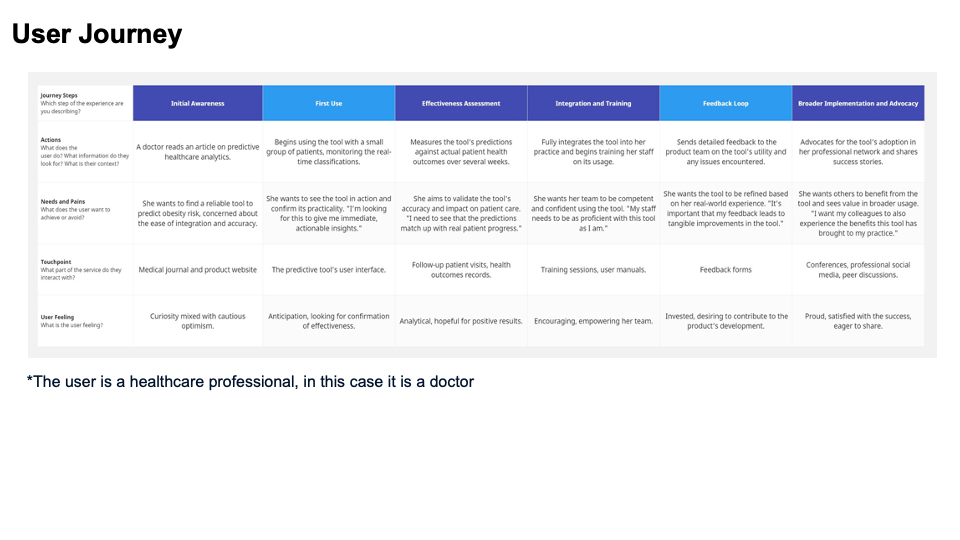 User Journey
Journey Steps
Which step of the experience are
you describing?
Initial Awareness
First Use
Effectiveness Assessment
Integration and Training
Feedback Loop
Broader Implementation and Advocacy
Actions
What does the
user do? What information do they
look for? What is their context?
A doctor reads an article on predictive
healthcare analytics.
Begins using the tool with a small
group of patients, monitoring the real-
time classifications.
Measures the tool's predictions
against actual patient health
outcomes over several weeks.
Fully integrates the tool into her
practice and begins training her staff
on its usage.
Sends detailed feedback to the
product team on the tool's utility and
any issues encountered.
Advocates for the tool's adoption in
her professional network and shares
success stories.
Needs and Pains
What does the user want to
achieve or avoid?
She wants to find a reliable tool to
predict obesity risk, concerned about
the ease of integration and accuracy.
She wants to see the tool in action and
confirm its practicality. "I'm looking
for this to give me immediate,
actionable insights."
She aims to validate the tool's
accuracy and impact on patient care.
"I need to see that the predictions
match up with real patient progress."
She wants her team to be competent
and confident using the tool. "My staff
needs to be as proficient with this tool
as I am."
She wants the tool to be refined based
on her real-world experience. "It's
important that my feedback leads to
tangible improvements in the tool."
She wants others to benefit from the
tool and sees value in broader usage.
"I want my colleagues to also
experience the benefits this tool has
brought to my practice."
Touchpoint
What part of the service do they
interact with?
Medical journal and product website
The predictive tool's user interface.
Follow-up patient visits, health
outcomes records.
Training sessions, user manuals.
Feedback forms
Conferences, professional social
media, peer discussions.
User Feeling
What is the user feeling?
Curiosity mixed with cautious
optimism.
Anticipation, looking for confirmation
of effectiveness.
Analytical, hopeful for positive results.
Encouraging, empowering her team.
Invested, desiring to contribute to the
product's development.
Proud, satisfied with the success,
eager to share.
*The user is a healthcare professional, in this case it is a doctor